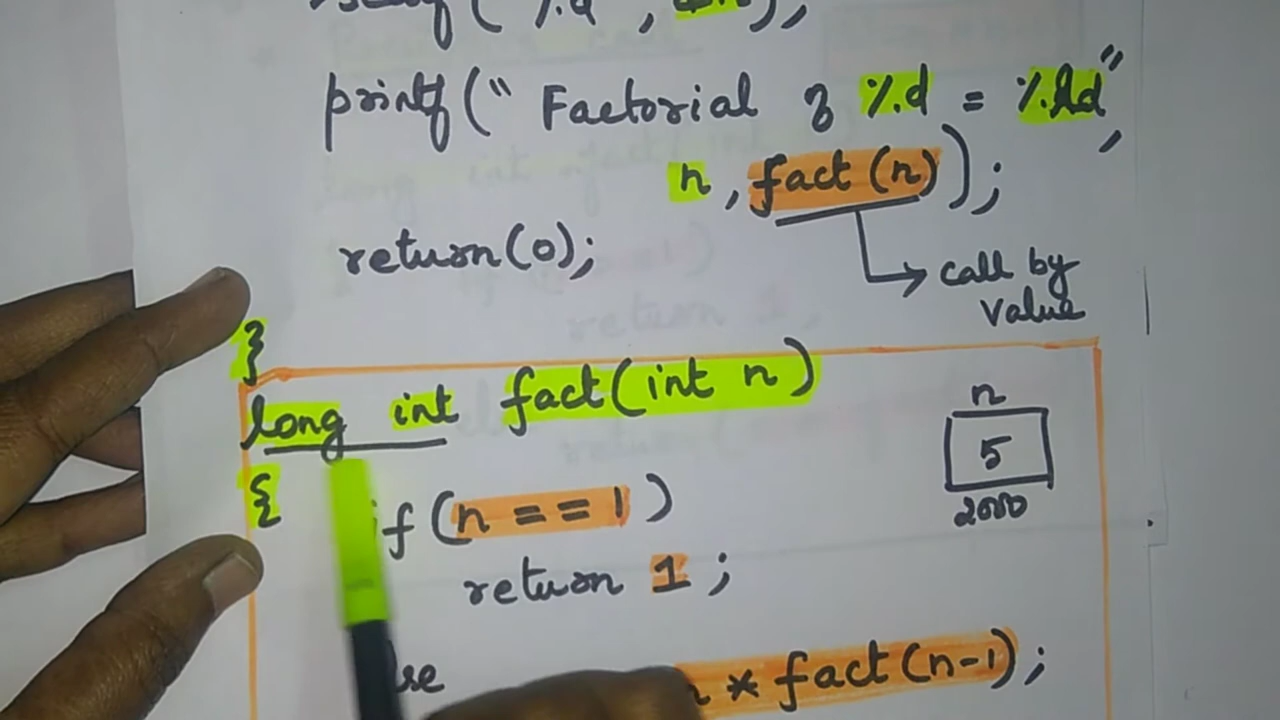 printf(" Factorial of %d = %ld",
n, fact(n));
return(0);
call by
value
}
long int fact(int n)
n
{
5
if (n == 1)
2000
return 1;
n * fact(n-1);